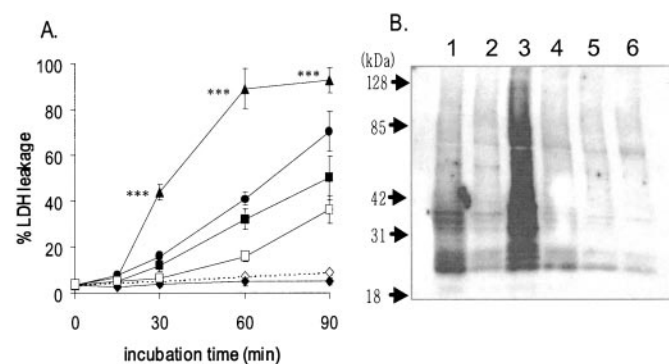 A.
B.
1 2 3 4 5 6
(kDa)
100
80
60
40
20
0
% LDH leakage
***
***
***
0 30 60 90
incubation time (min)
128
85
42
31
18